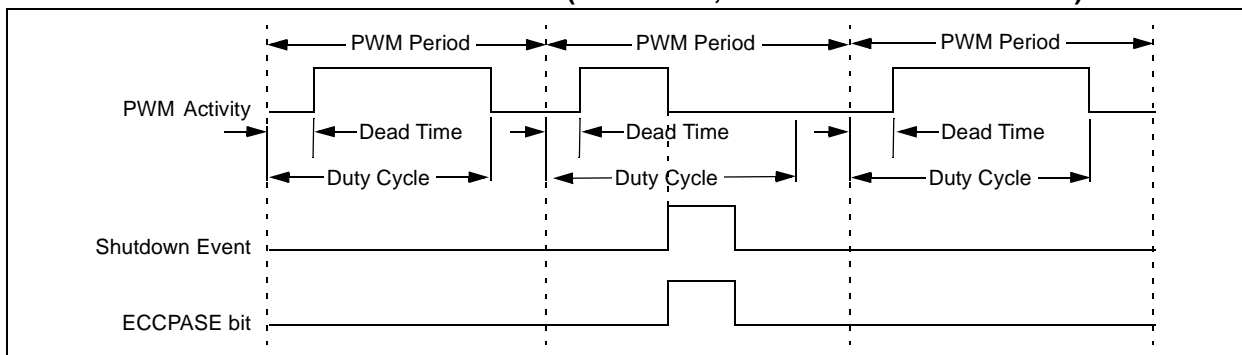 PWM Period PWM Period PWM Period
PWM Activity
Dead Time Dead Time Dead Time
Duty Cycle Duty Cycle Duty Cycle
Shutdown Event
ECCPASE bit